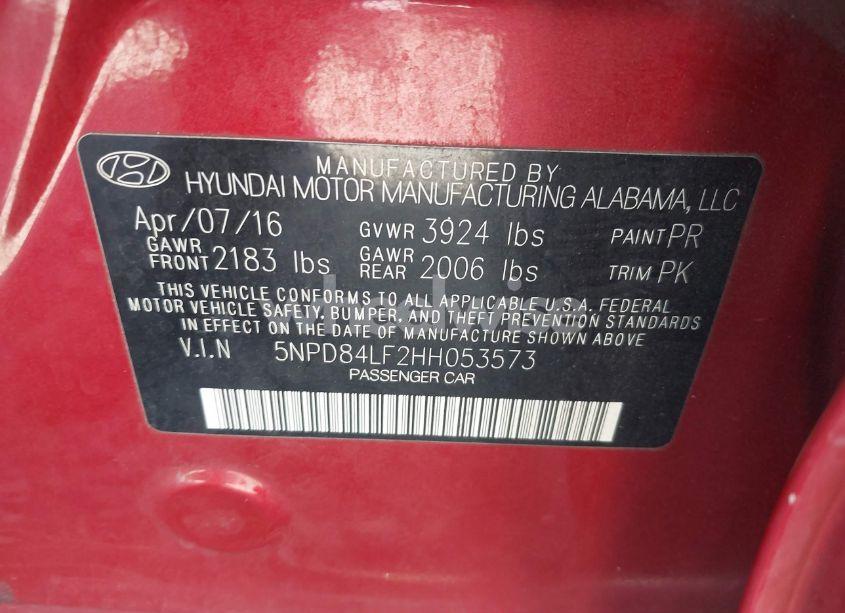 MANUFACTURED BY
HYUNDAI MOTOR MANUFACTURING ALABAMA, LLC
Apr/07/16 GVWR 3924 lbs PAINT PR
GAWR FRONT 2183 lbs GAWR REAR 2006 lbs TRIM PK
THIS VEHICLE CONFORMS TO ALL APPLICABLE U.S.A. FEDERAL
MOTOR VEHICLE SAFETY, BUMPER, AND THEFT PREVENTION STANDARDS
IN EFFECT ON THE DATE OF MANUFACTURE SHOWN ABOVE.
V.I.N 5NPD84LF2HH053573
PASSENGER CAR